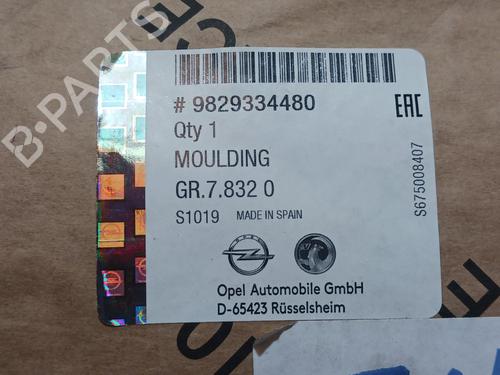 B-PARTS
# 9829334480
Qty 1
MOULDING
GR.7.832 0
S1019 MADE IN SPAIN
Opel Automobile GmbH
D-65423 Rüsselsheim
EAC
S675008407